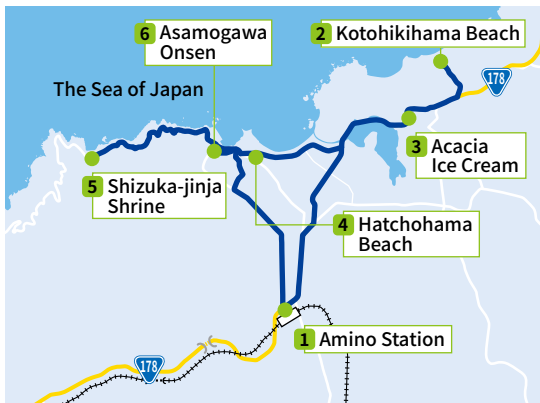 6 Asamogawa
Onsen
2 Kotohikihama Beach
178
The Sea of Japan
3 Acacia
Ice Cream
5 Shizuka-jinja
Shrine
4 Hatchohama
Beach
1 Amino Station
178